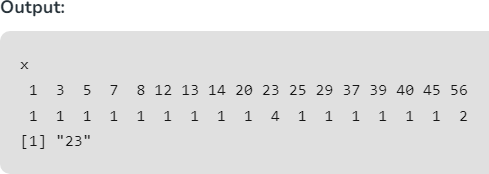 Output:
x
 1  3  5  7  8 12 13 14 20 23 25 29 37 39 40 45 56
 1  1  1  1  1  1  1  1  1  4  1  1  1  1  1  1  2
[1] "23"